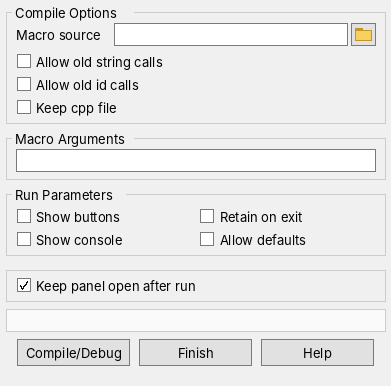 Compile Options
Macro source
Allow old string calls
Allow old id calls
Keep cpp file
Macro Arguments
Run Parameters
Show buttons Retain on exit
Show console Allow defaults
Keep panel open after run
Compile/Debug Finish Help